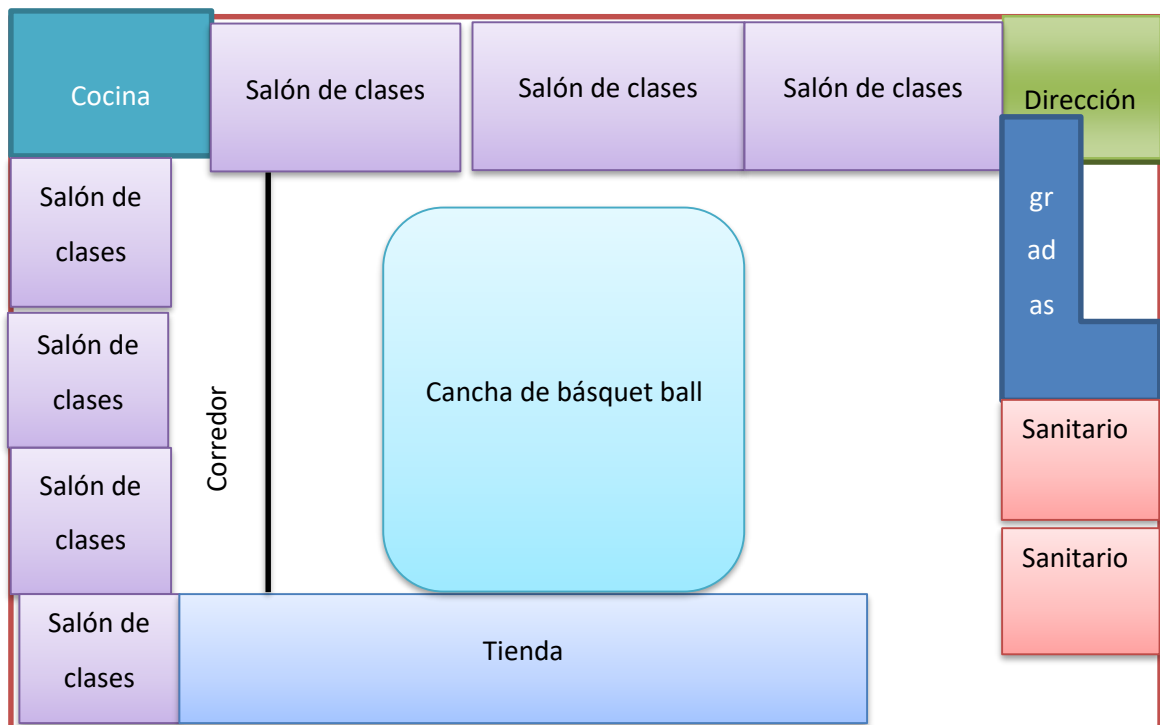 Cocina
Salón de clases
Salón de clases
Salón de clases
Dirección
Salón de
clases
gr
ad
as
Salón de
clases
Corredor
Cancha de básquet ball
Sanitario
Salón de
clases
Sanitario
Salón de
clases
Tienda